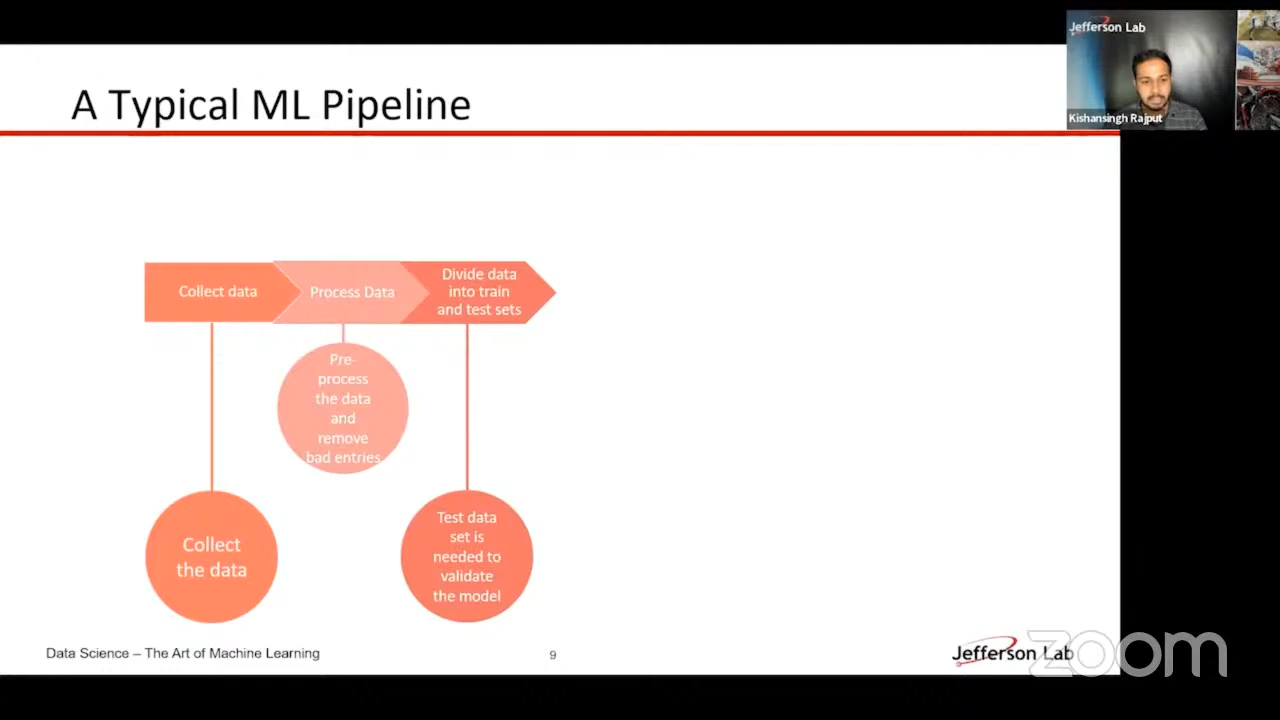 Jefferson Lab
Kishansingh Rajput
A Typical ML Pipeline
Collect data
Process Data
Divide data
into train
and test sets
Pre-
process
the data
and
remove
bad entries
Collect
the data
Test data
set is
needed to
validate
the model
Data Science – The Art of Machine Learning
9
Jefferson Lab
zoom